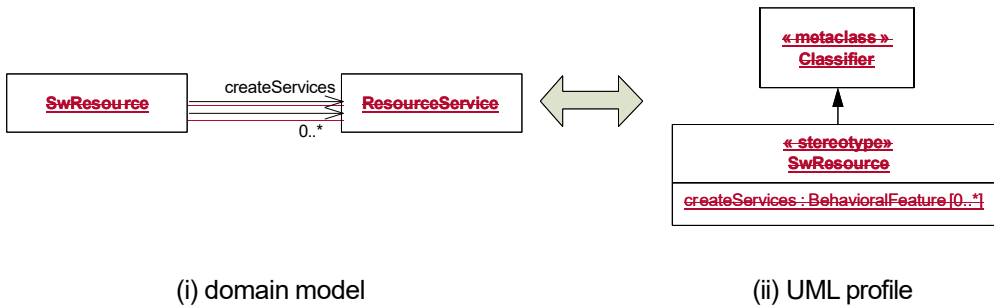 « metaclass »
Classifier
SwResource
createServices
ResourceService
0..*
« stereotype»
SwResource
createServices : BehavioralFeature [0..*]
(i) domain model
(ii) UML profile